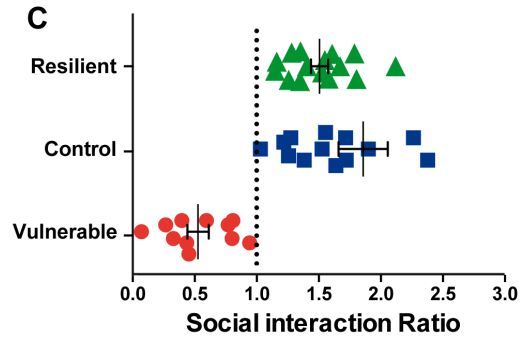 C
Resilient
Control
Vulnerable
0.0 0.5 1.0 1.5 2.0 2.5 3.0
Social interaction Ratio